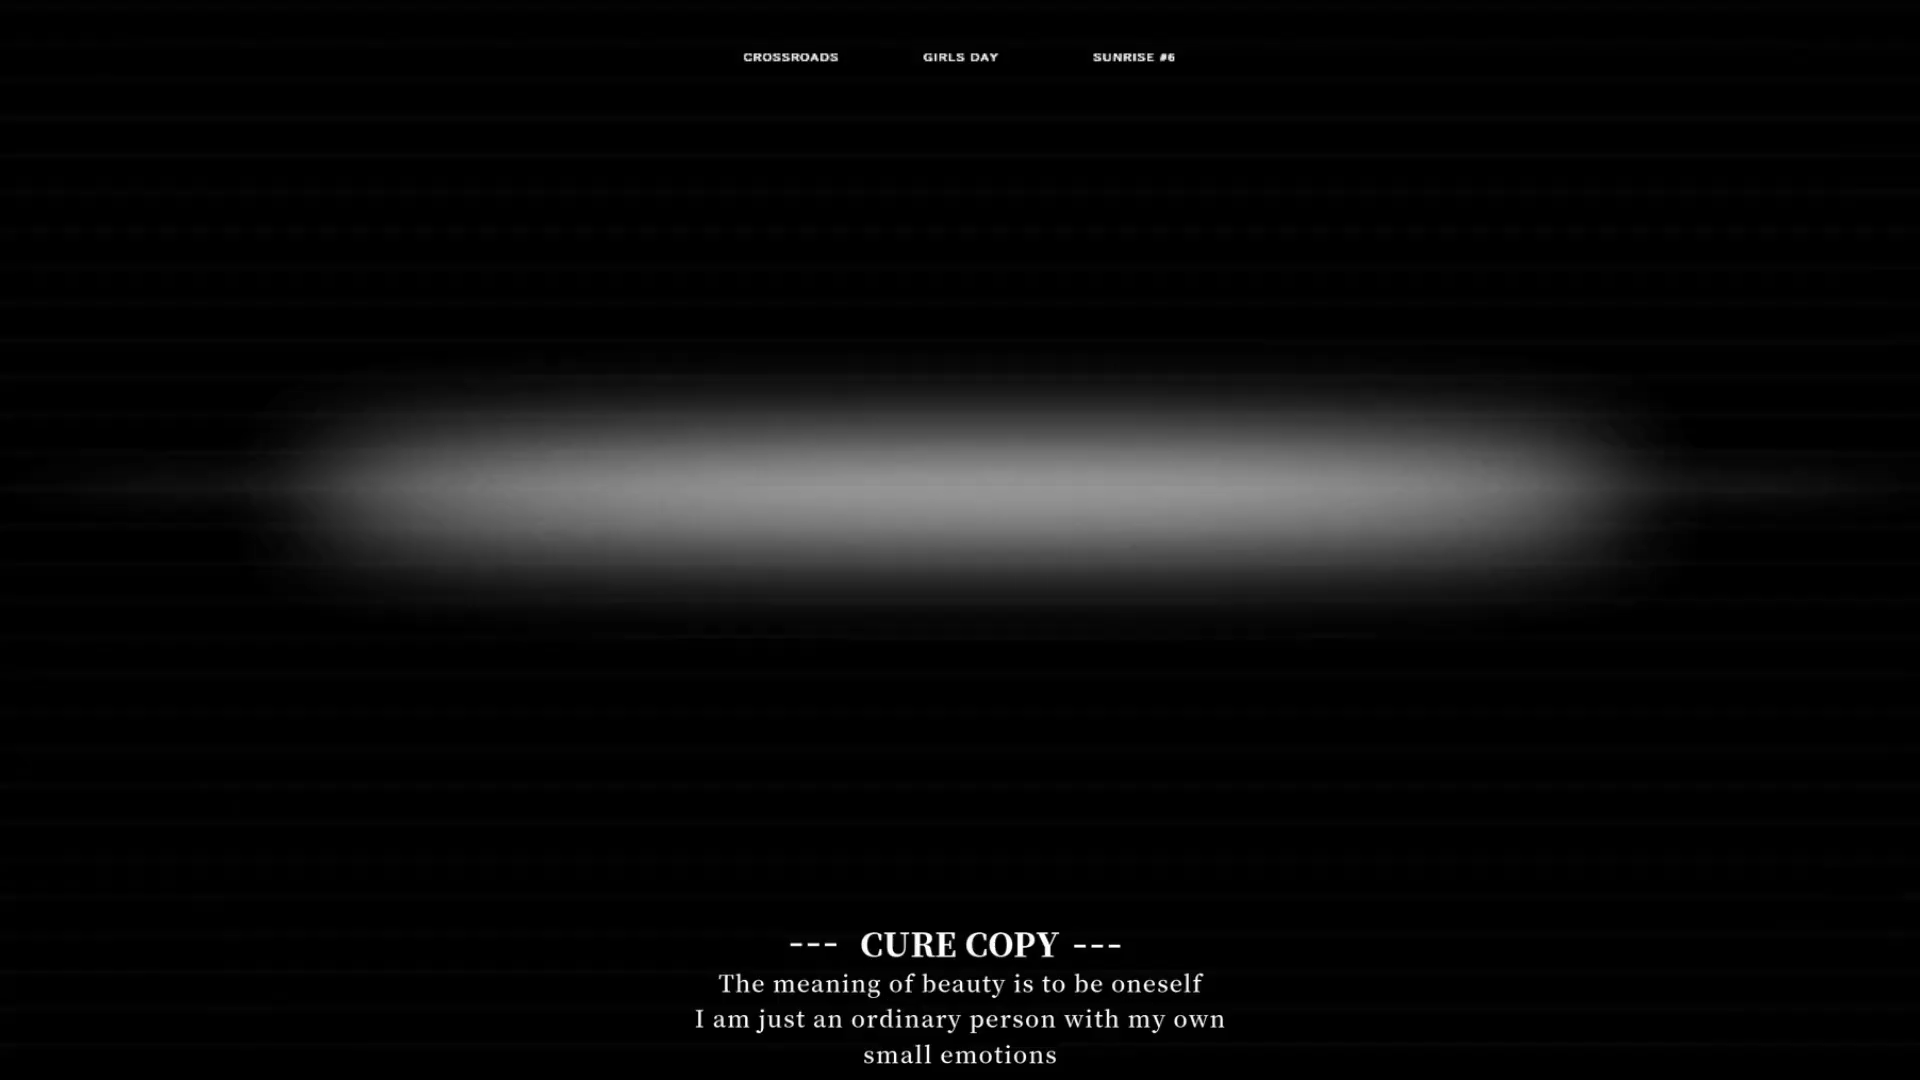 CROSSROADS GIRLS DAY SUNRISE #6
--- CURE COPY ---
The meaning of beauty is to be oneself
I am just an ordinary person with my own
small emotions